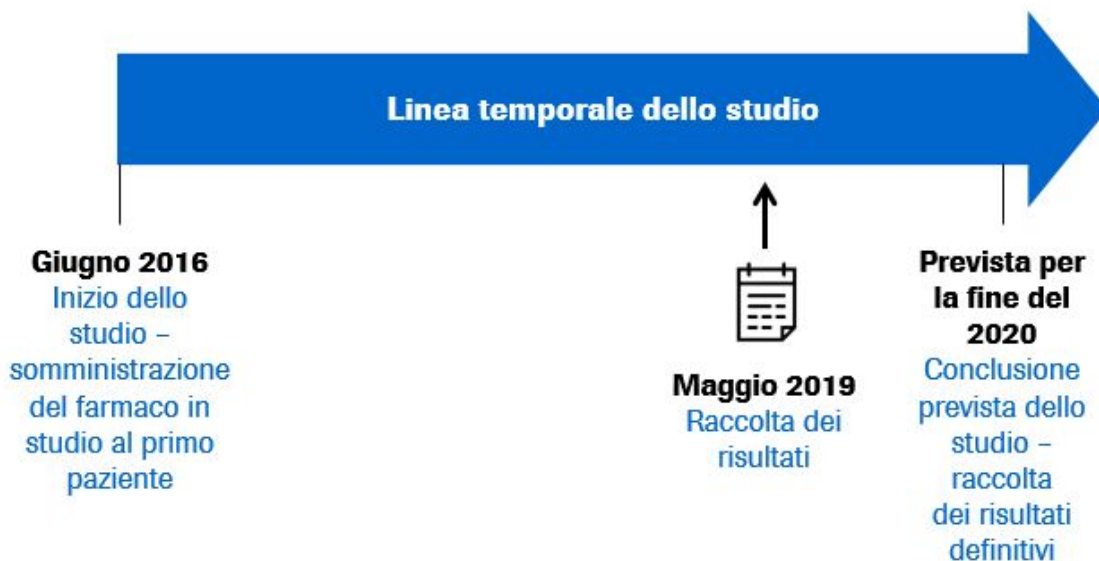 Linea temporale dello studio
Giugno 2016
Inizio dello
studio –
somministrazione
del farmaco in
studio al primo
paziente
Maggio 2019
Raccolta dei
risultati
Prevista per
la fine del
2020
Conclusione
prevista dello
studio –
raccolta
dei risultati
definitivi